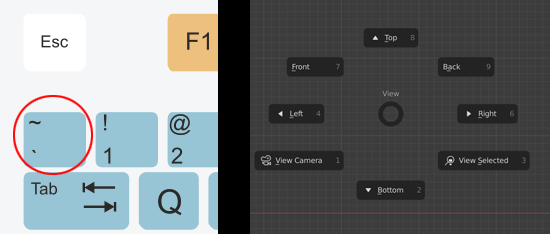 Esc
F1
~
`
!
1
@
2
Tab
Q
Top 8
Front 7
Back 9
View
Left 4
Right 6
View Camera 1
View Selected 3
Bottom 2